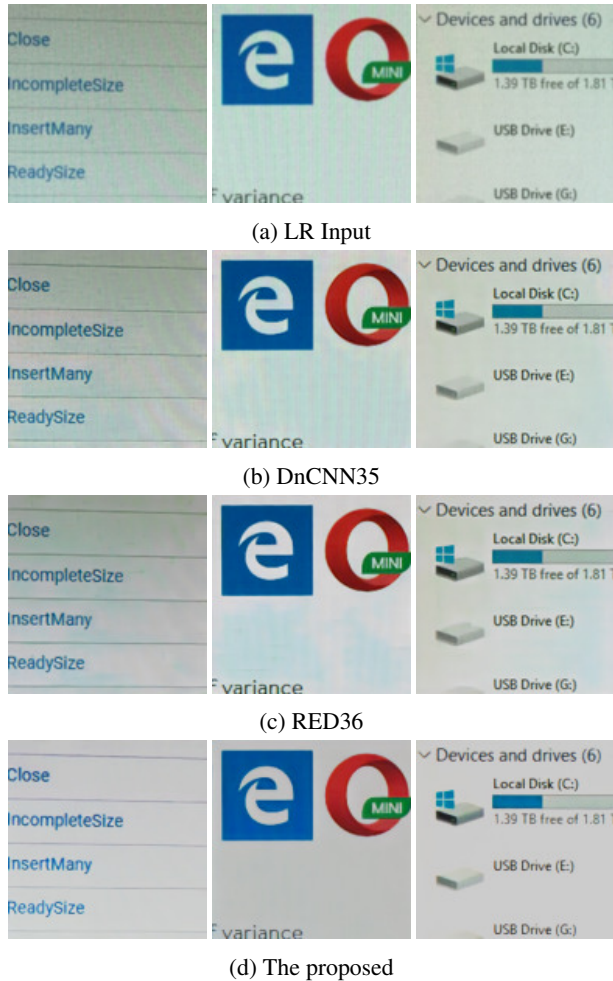 Close
IncompleteSize
InsertMany
ReadySize
MINI
f variance
Devices and drives (6)
Local Disk (C:)
1.39 TB free of 1.81 T
USB Drive (E:)
USB Drive (G:)
(a) LR Input
Close
IncompleteSize
InsertMany
ReadySize
MINI
f variance
Devices and drives (6)
Local Disk (C:)
1.39 TB free of 1.81 T
USB Drive (E:)
USB Drive (G:)
(b) DnCNN35
Close
IncompleteSize
InsertMany
ReadySize
MINI
f variance
Devices and drives (6)
Local Disk (C:)
1.39 TB free of 1.81 T
USB Drive (E:)
USB Drive (G:)
(c) RED36
Close
IncompleteSize
InsertMany
ReadySize
MINI
f variance
Devices and drives (6)
Local Disk (C:)
1.39 TB free of 1.81 T
USB Drive (E:)
USB Drive (G:)
(d) The proposed